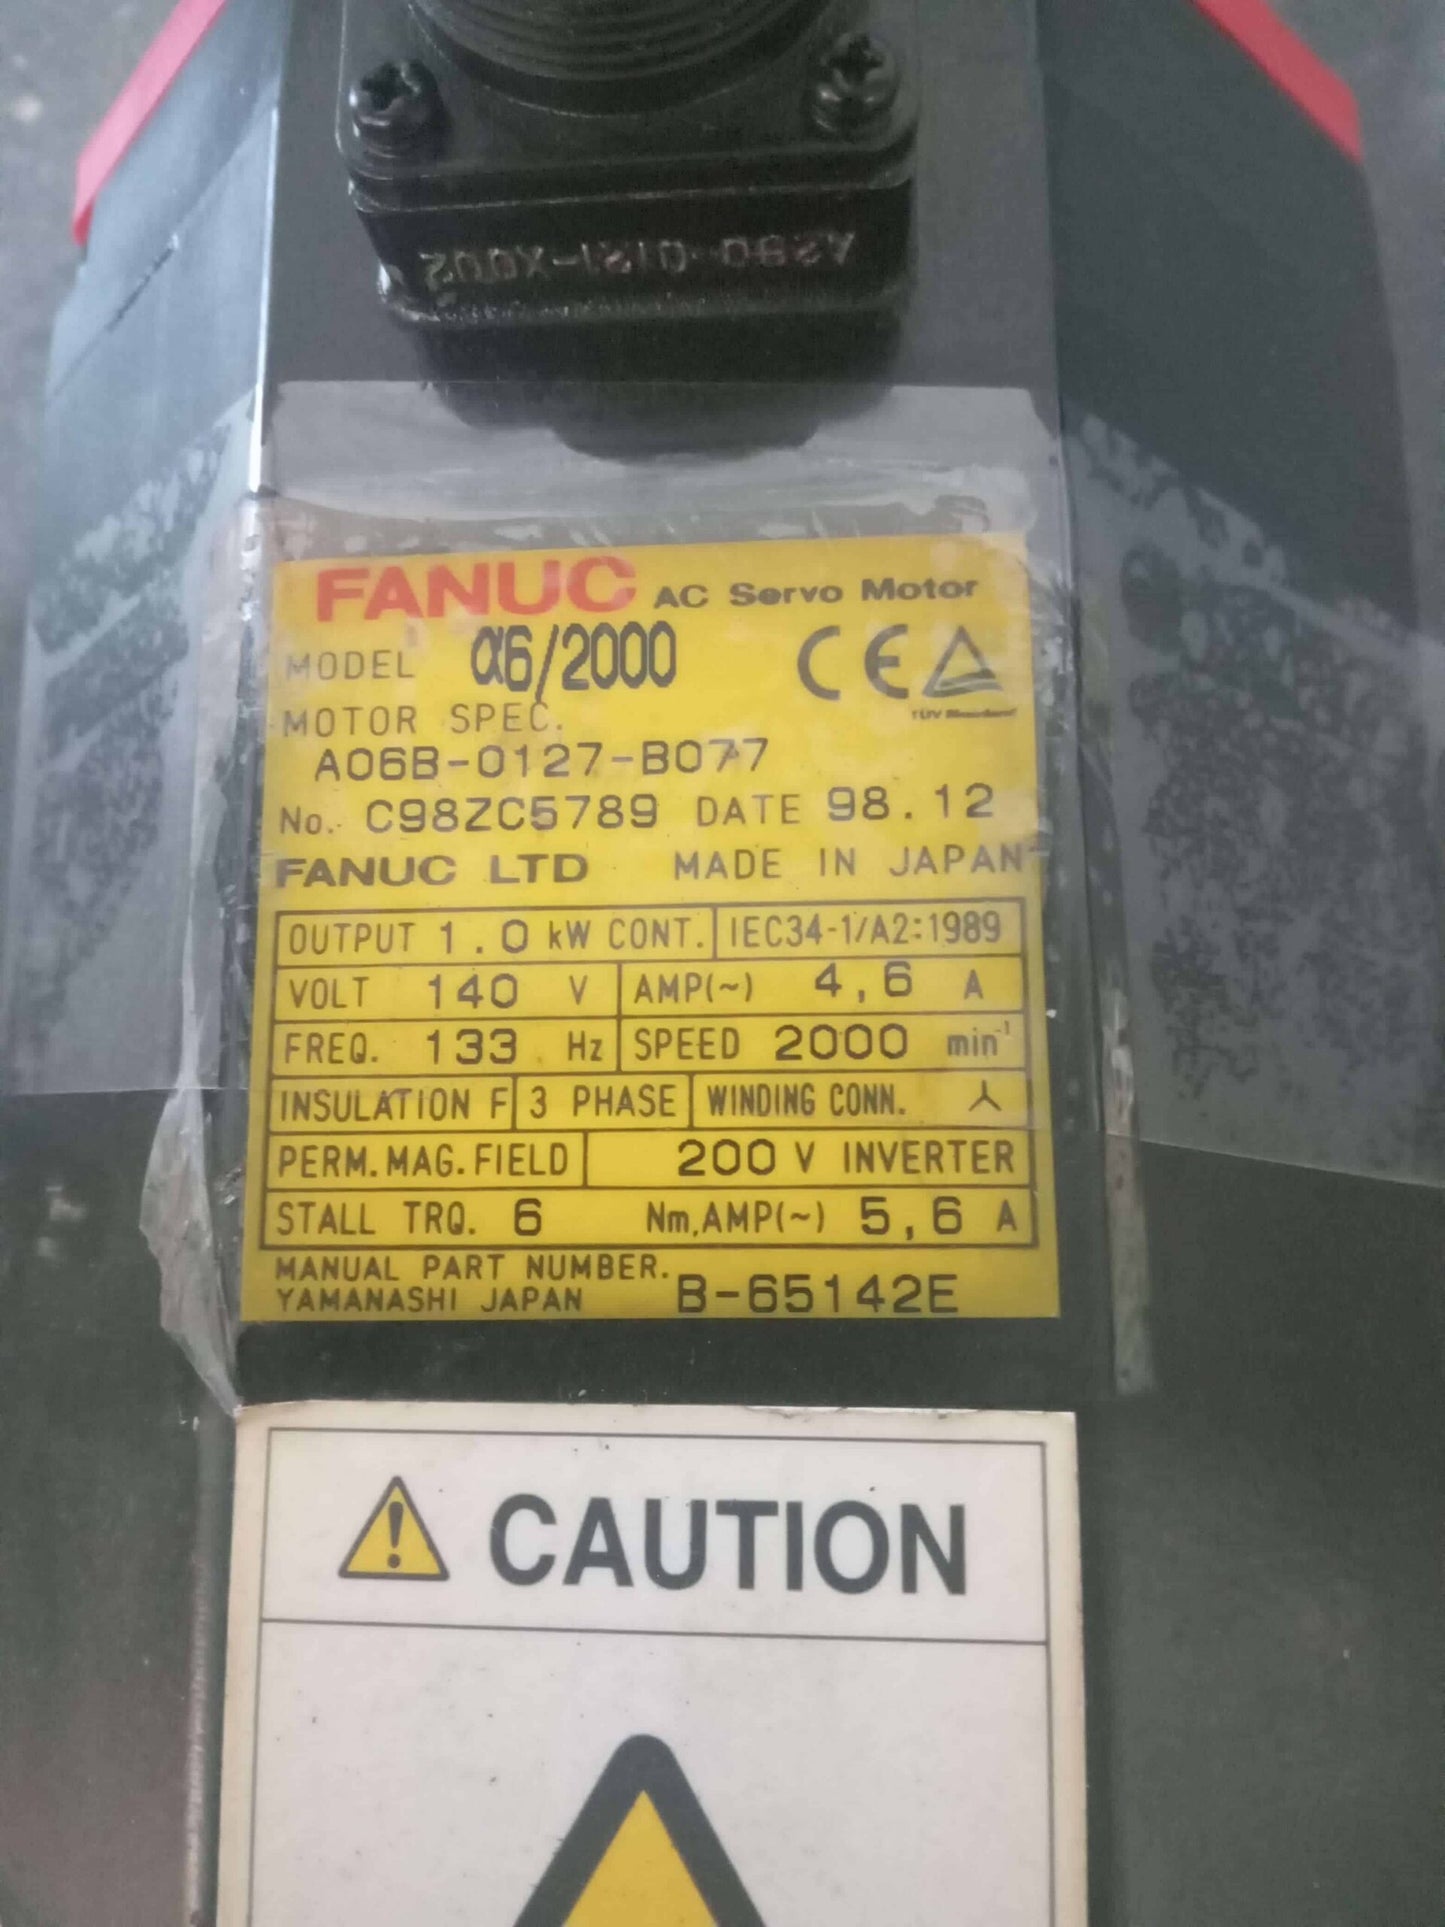 A290-0121-X002
FANUC AC Servo Motor
MODEL α6/2000 CE
TÜV Rheinland
MOTOR SPEC.
A06B-0127-B077
No. C98ZC5789 DATE 98.12
FANUC LTD MADE IN JAPAN
OUTPUT 1.0 kW CONT. IEC34-1/A2:1989
VOLT 140 V AMP(~) 4,6 A
FREQ. 133 Hz SPEED 2000 min⁻¹
INSULATION F 3 PHASE WINDING CONN. 人
PERM.MAG.FIELD 200 V INVERTER
STALL TRQ. 6 Nm,AMP(~) 5,6 A
MANUAL PART NUMBER.
YAMANASHI JAPAN B-65142E
CAUTION